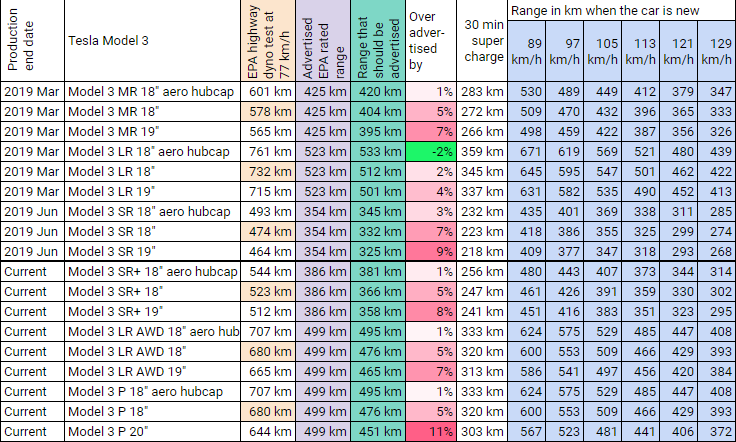 Production end date Tesla Model 3 EPA highway dyno test at 77 km/h Advertised EPA rated range Range that should be advertised Over advertised by 30 min super charge Range in km when the car is new
89 km/h 97 km/h 105 km/h 113 km/h 121 km/h 129 km/h
2019 Mar Model 3 MR 18" aero hubcap 601 km 425 km 420 km 1% 283 km 530 489 449 412 379 347
2019 Mar Model 3 MR 18" 578 km 425 km 404 km 5% 272 km 509 470 432 396 365 333
2019 Mar Model 3 MR 19" 565 km 425 km 395 km 7% 266 km 498 459 422 387 356 326
2019 Mar Model 3 LR 18" aero hubcap 761 km 523 km 533 km -2% 359 km 671 619 569 521 480 439
2019 Mar Model 3 LR 18" 732 km 523 km 512 km 2% 345 km 645 595 547 501 462 422
2019 Mar Model 3 LR 19" 715 km 523 km 501 km 4% 337 km 631 582 535 490 452 413
2019 Jun Model 3 SR 18" aero hubcap 493 km 354 km 345 km 3% 232 km 435 401 369 338 311 285
2019 Jun Model 3 SR 18" 474 km 354 km 332 km 7% 223 km 418 386 355 325 299 274
2019 Jun Model 3 SR 19" 464 km 354 km 325 km 9% 218 km 409 377 347 318 293 268
Current Model 3 SR+ 18" aero hubcap 544 km 386 km 381 km 1% 256 km 480 443 407 373 344 314
Current Model 3 SR+ 18" 523 km 386 km 366 km 5% 247 km 461 426 391 359 330 302
Current Model 3 SR+ 19" 512 km 386 km 358 km 8% 241 km 451 416 383 351 323 295
Current Model 3 LR AWD 18" aero hub 707 km 499 km 495 km 1% 333 km 624 575 529 485 447 408
Current Model 3 LR AWD 18" 680 km 499 km 476 km 5% 320 km 600 553 509 466 429 393
Current Model 3 LR AWD 19" 665 km 499 km 465 km 7% 313 km 586 541 497 456 420 384
Current Model 3 P 18" aero hubcap 707 km 499 km 495 km 1% 333 km 624 575 529 485 447 408
Current Model 3 P 18" 680 km 499 km 476 km 5% 320 km 600 553 509 466 429 393
Current Model 3 P 20" 644 km 499 km 451 km 11% 303 km 567 523 481 441 406 372